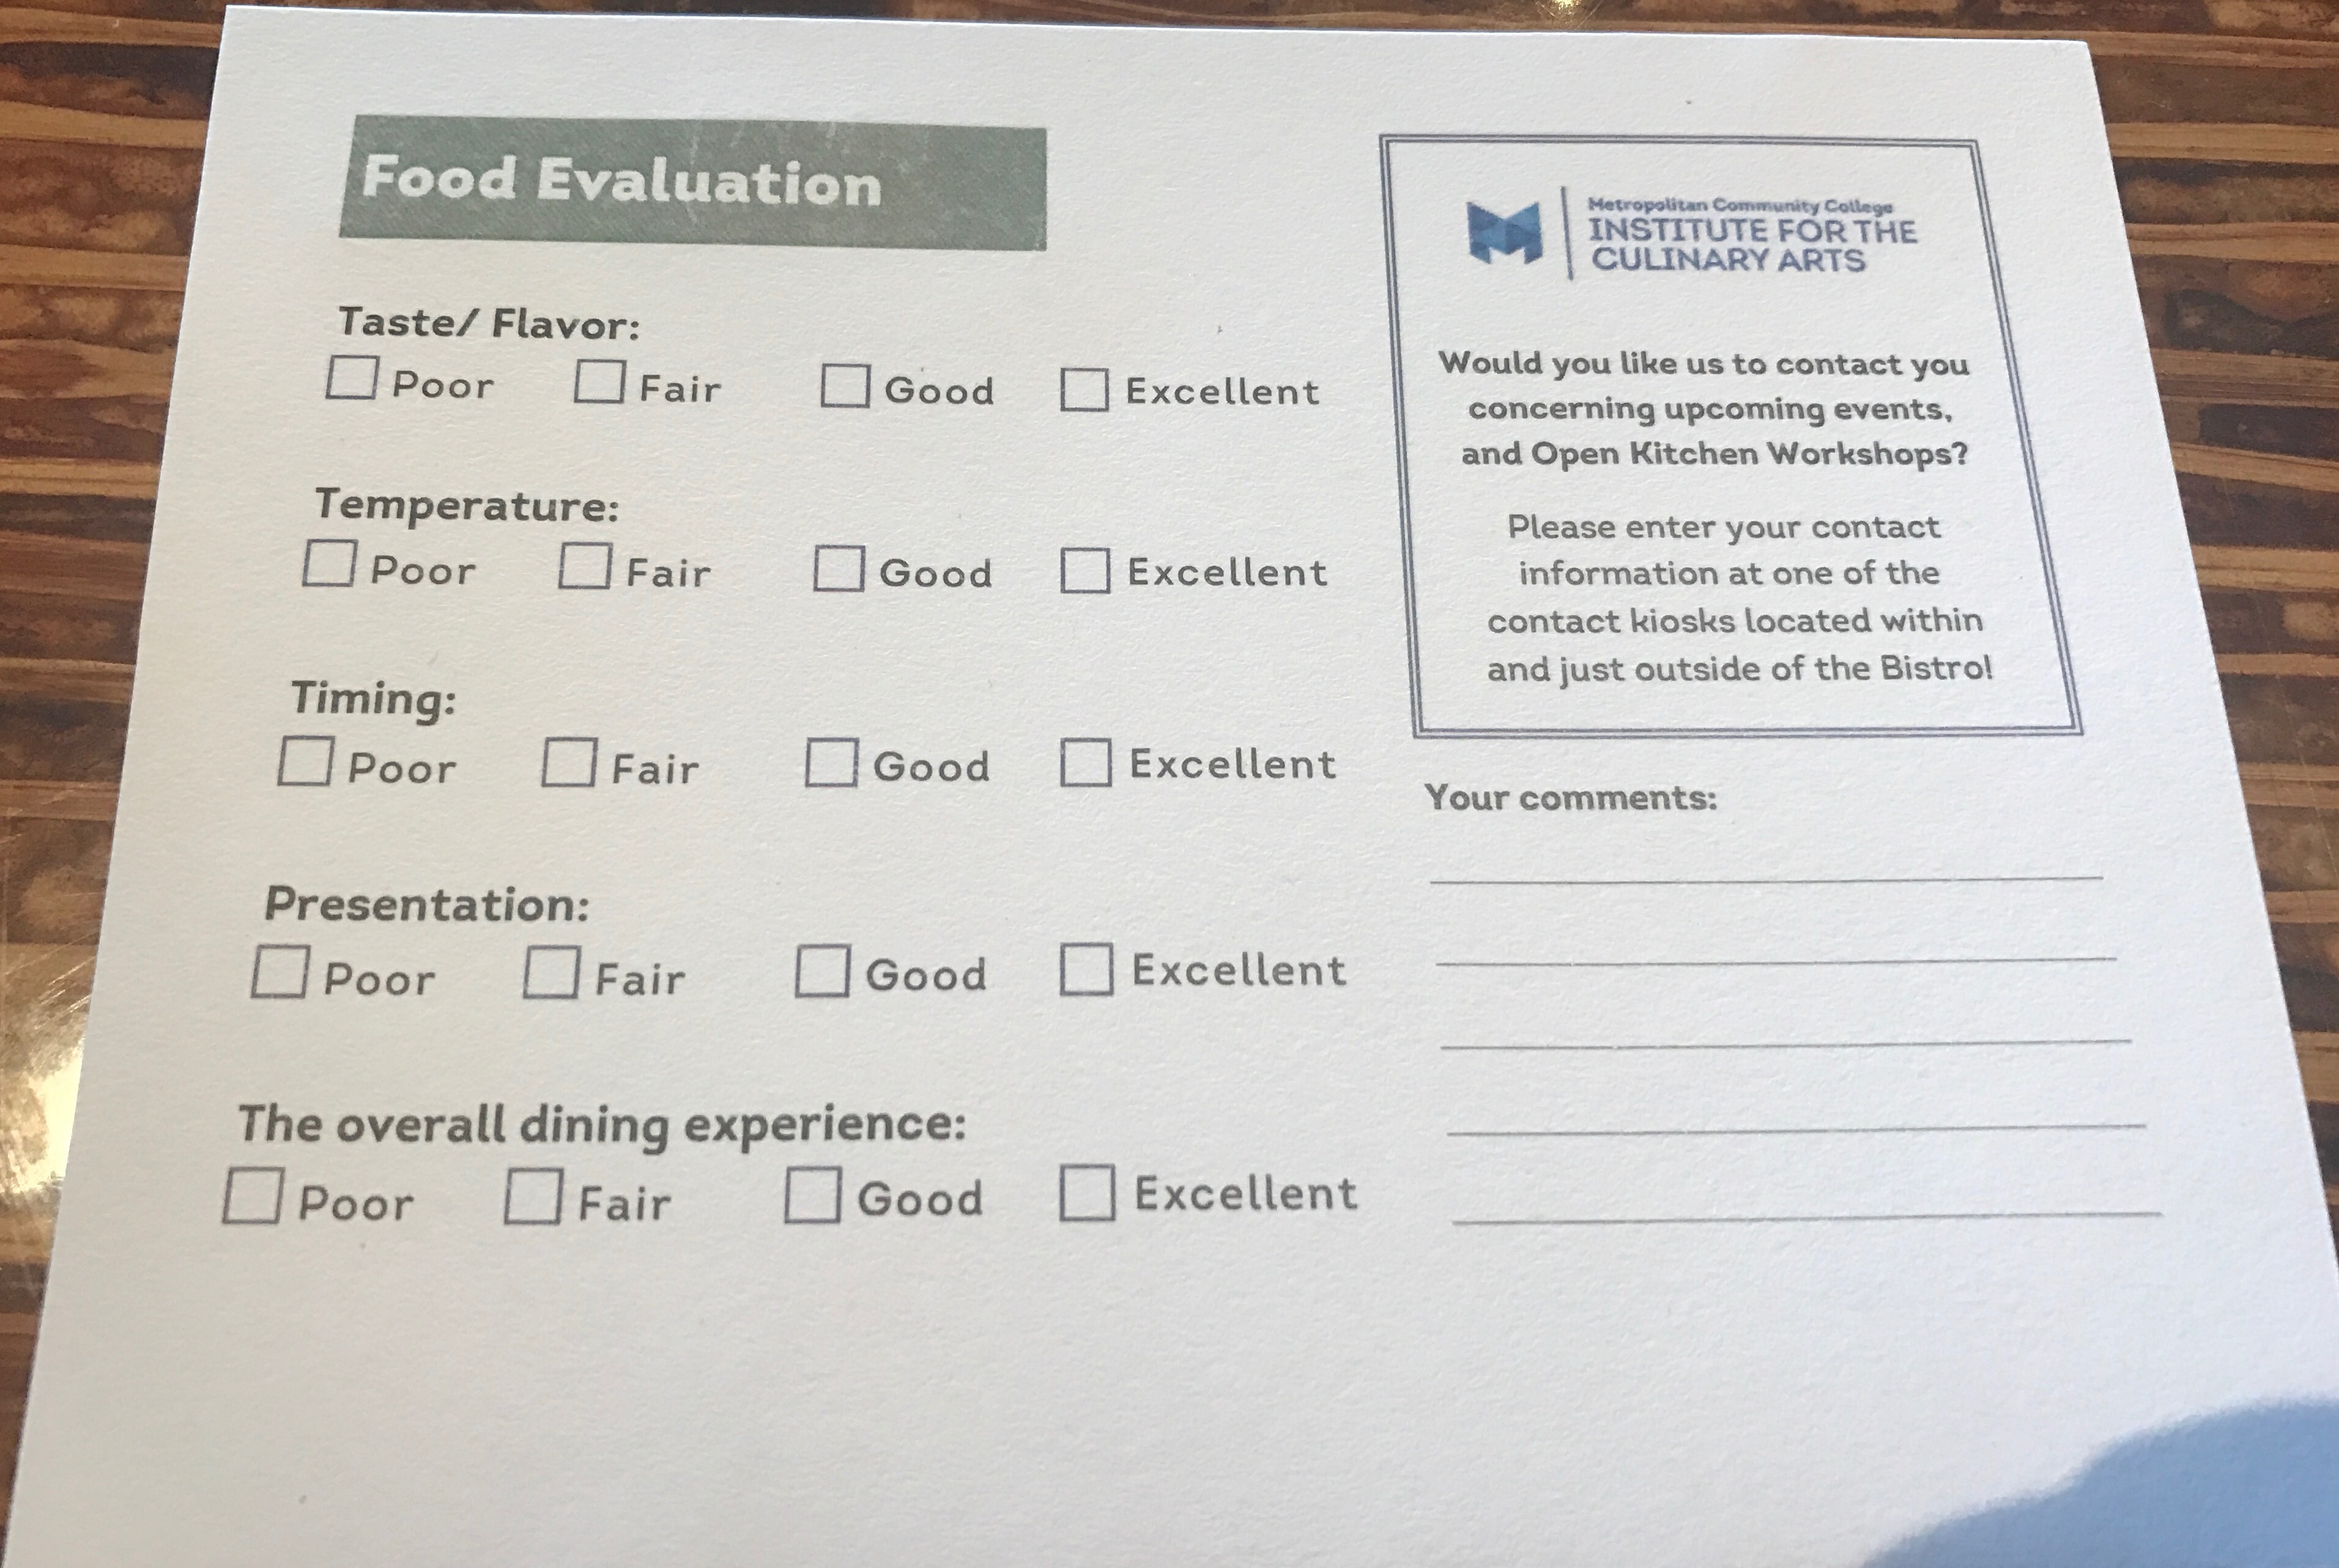 Food Evaluation
Taste/ Flavor:
Poor Fair Good Excellent
Temperature:
Poor Fair Good Excellent
Timing:
Poor Fair Good Excellent
Presentation:
Poor Fair Good Excellent
The overall dining experience:
Poor Fair Good Excellent
Metropolitan Community College
INSTITUTE FOR THE
CULINARY ARTS
Would you like us to contact you
concerning upcoming events,
and Open Kitchen Workshops?
Please enter your contact
information at one of the
contact kiosks located within
and just outside of the Bistro!
Your comments: